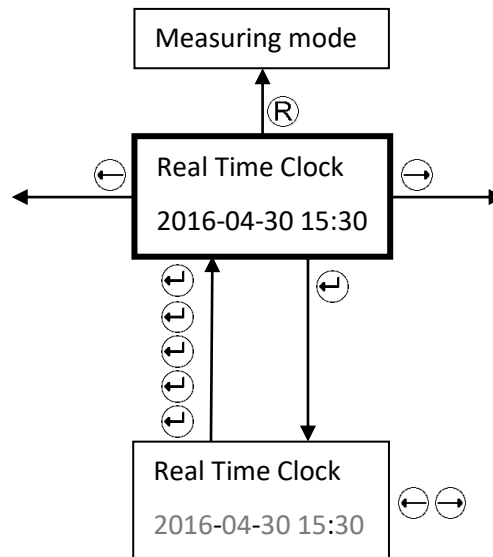 Measuring mode
R
Real Time Clock
2016-04-30 15:30
Real Time Clock
2016-04-30 15:30